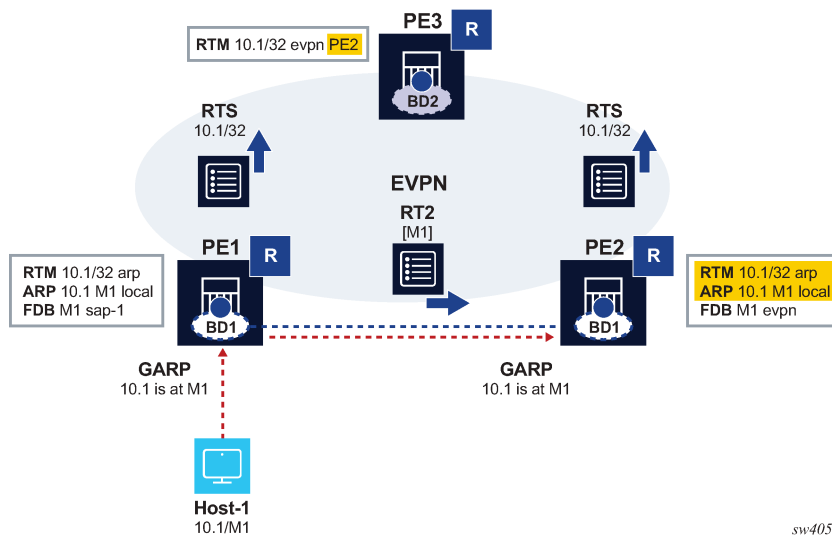 PE3
R
RTM 10.1/32 evpn PE2
BD2
RTS
10.1/32
RTS
10.1/32
EVPN
RT2
[M1]
PE1
R
PE2
R
RTM 10.1/32 arp
ARP 10.1 M1 local
FDB M1 sap-1
BD1
BD1
RTM 10.1/32 arp
ARP 10.1 M1 local
FDB M1 evpn
GARP
10.1 is at M1
GARP
10.1 is at M1
Host-1
10.1/M1
sw405